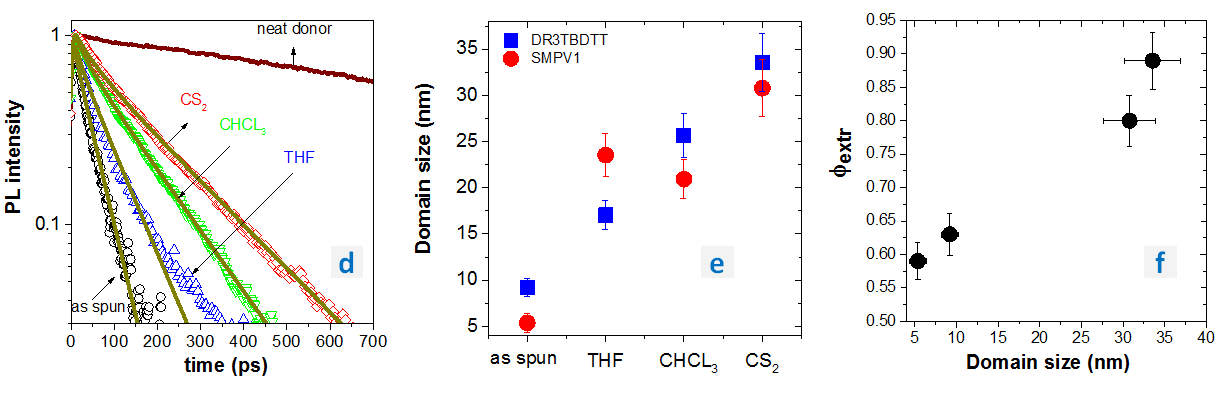 1
0.1
PL intensity
neat donor
CS2
CHCL3
THF
as spun
d
0 100 200 300 400 500 600 700
time (ps)
35
30
25
20
15
10
5
Domain size (nm)
DR3TBDTT
SMPV1
e
as spun THF CHCL3 CS2
0.95
0.90
0.85
0.80
0.75
0.70
0.65
0.60
0.55
0.50
ϕextr
f
5 10 15 20 25 30 35 40
Domain size (nm)